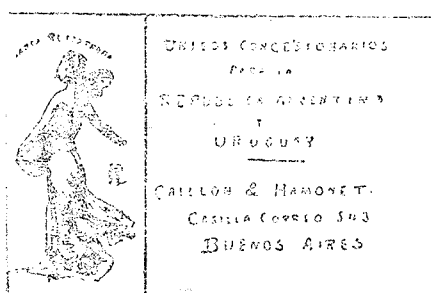 UNICOS CONCESIONARIOS
PARA LA
REPUBLICA ARGENTINA
Y
URUGUAY
CAILLON & HAMONET.
CASILLA CORREO 543
BUENOS AIRES